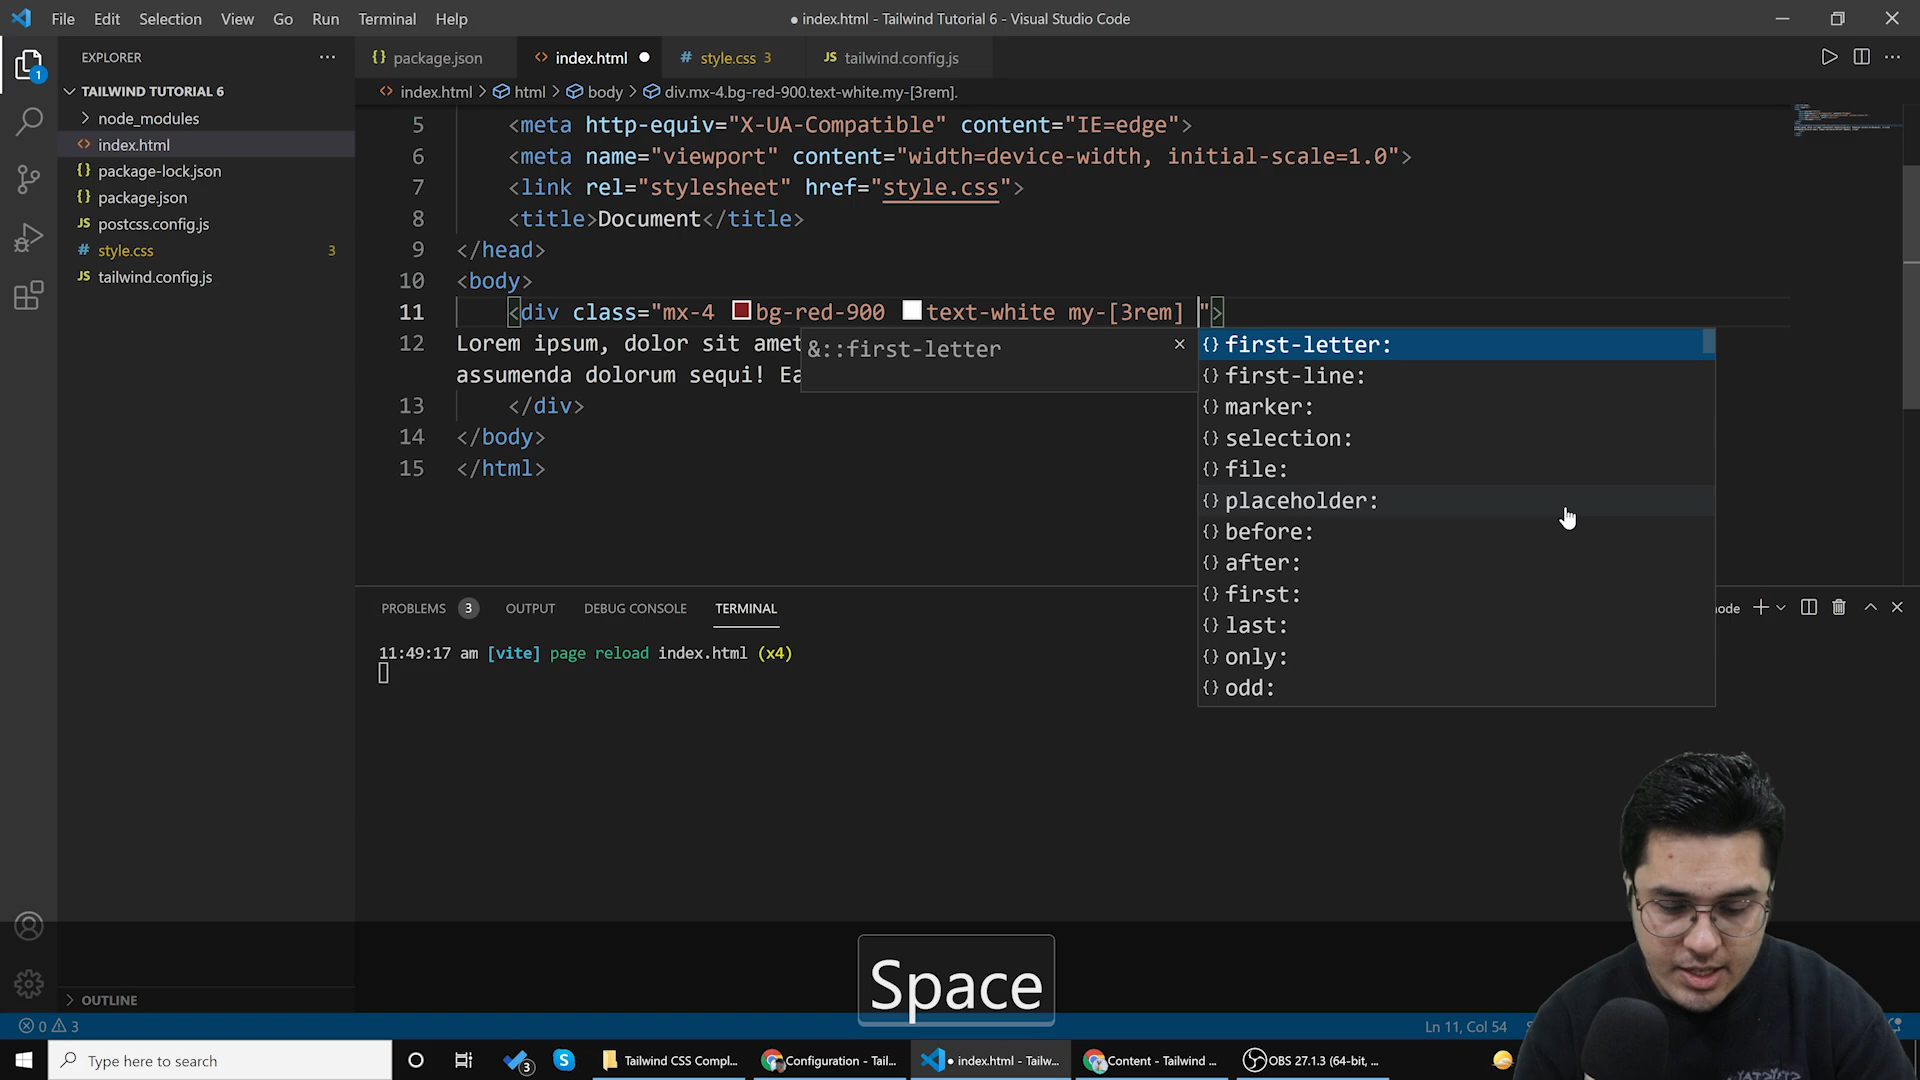 File Edit Selection View Go Run Terminal Help
● index.html - Tailwind Tutorial 6 - Visual Studio Code
1
EXPLORER
TAILWIND TUTORIAL 6
node_modules
index.html
{} package-lock.json
{} package.json
JS postcss.config.js
# style.css 3
JS tailwind.config.js
OUTLINE
{} package.json
<> index.html ●
# style.css 3
JS tailwind.config.js
index.html > html > body > div.mx-4.bg-red-900.text-white.my-[3rem].
5 <meta http-equiv="X-UA-Compatible" content="IE=edge">
6 <meta name="viewport" content="width=device-width, initial-scale=1.0">
7 <link rel="stylesheet" href="style.css">
8 <title>Document</title>
9 </head>
10 <body>
11 <div class="mx-4 bg-red-900 text-white my-[3rem] ">
12 Lorem ipsum, dolor sit amet
assumenda dolorum sequi! Ea
13 </div>
14 </body>
15 </html>
&::first-letter
{} first-letter:
{} first-line:
{} marker:
{} selection:
{} file:
{} placeholder:
{} before:
{} after:
{} first:
{} last:
{} only:
{} odd:
PROBLEMS 3 OUTPUT DEBUG CONSOLE TERMINAL
11:49:17 am [vite] page reload index.html (x4)
Space
0 3
Ln 11, Col 54
Type here to search
3
Tailwind CSS Compl...
Configuration - Tail...
● index.html - Tailw...
Content - Tailwind ...
OBS 27.1.3 (64-bit, ...